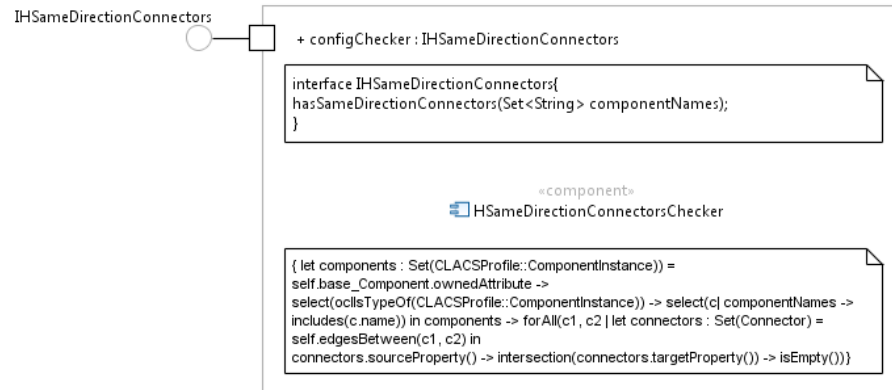 IHSameDirectionConnectors
+ configChecker : IHSameDirectionConnectors
interface IHSameDirectionConnectors{
hasSameDirectionConnectors(Set<String> componentNames);
}
«component»
HSameDirectionConnectorsChecker
{ let components : Set(CLACSProfile::ComponentInstance)) =
self.base_Component.ownedAttribute ->
select(oclIsTypeOf(CLACSProfile::ComponentInstance)) -> select(c| componentNames ->
includes(c.name)) in components -> forAll(c1, c2 | let connectors : Set(Connector) =
self.edgesBetween(c1, c2) in
connectors.sourceProperty() -> intersection(connectors.targetProperty()) -> isEmpty())}